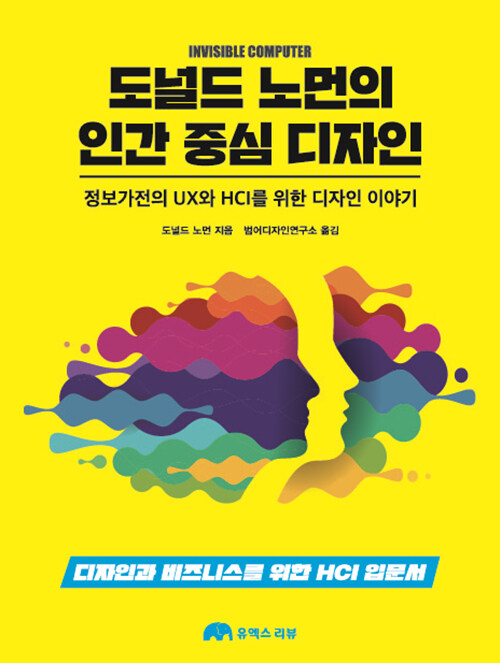 INVISIBLE COMPUTER
도널드 노먼의
인간 중심 디자인
정보가전의 UX와 HCI를 위한 디자인 이야기
도널드 노먼 지음 범어디자인연구소 옮김
디자인과 비즈니스를 위한 HCI 입문서
유엑스 리뷰